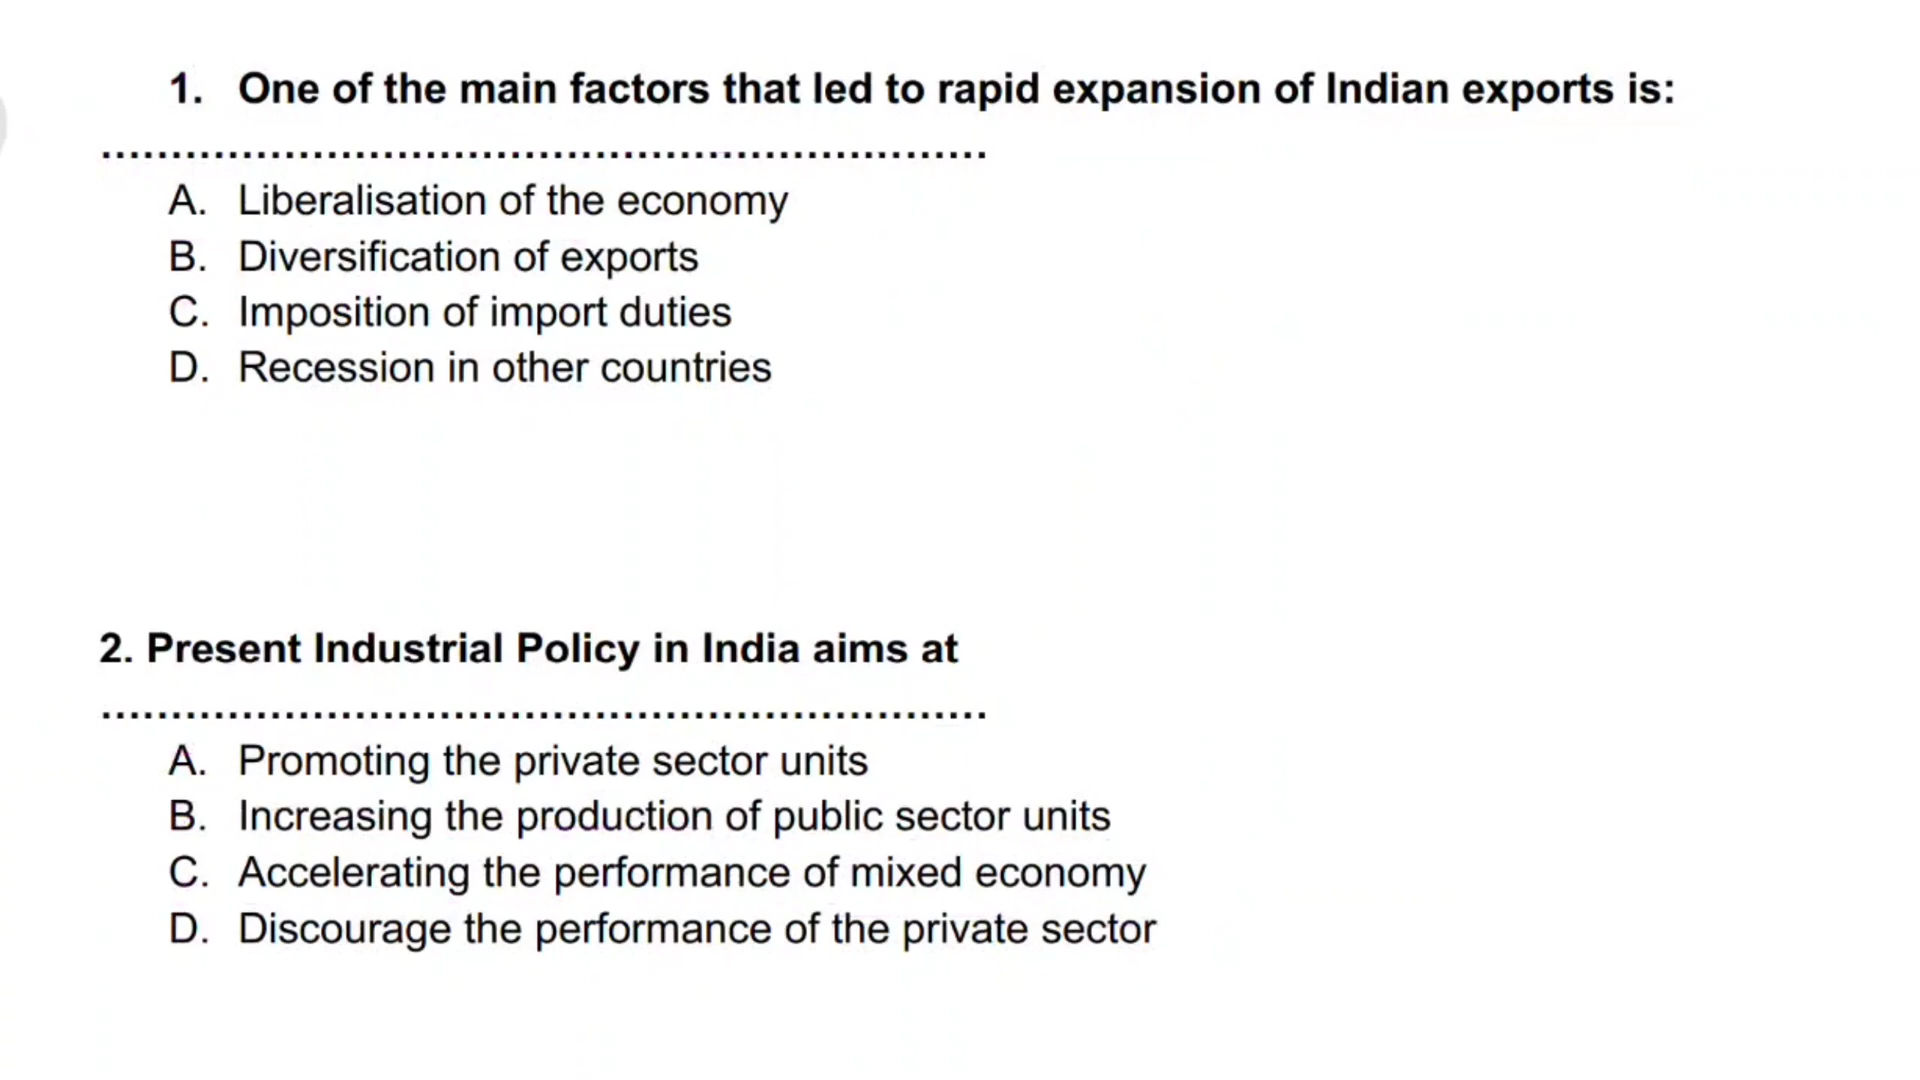 1. One of the main factors that led to rapid expansion of Indian exports is:
...............................................................
A. Liberalisation of the economy
B. Diversification of exports
C. Imposition of import duties
D. Recession in other countries
2. Present Industrial Policy in India aims at
...............................................................
A. Promoting the private sector units
B. Increasing the production of public sector units
C. Accelerating the performance of mixed economy
D. Discourage the performance of the private sector